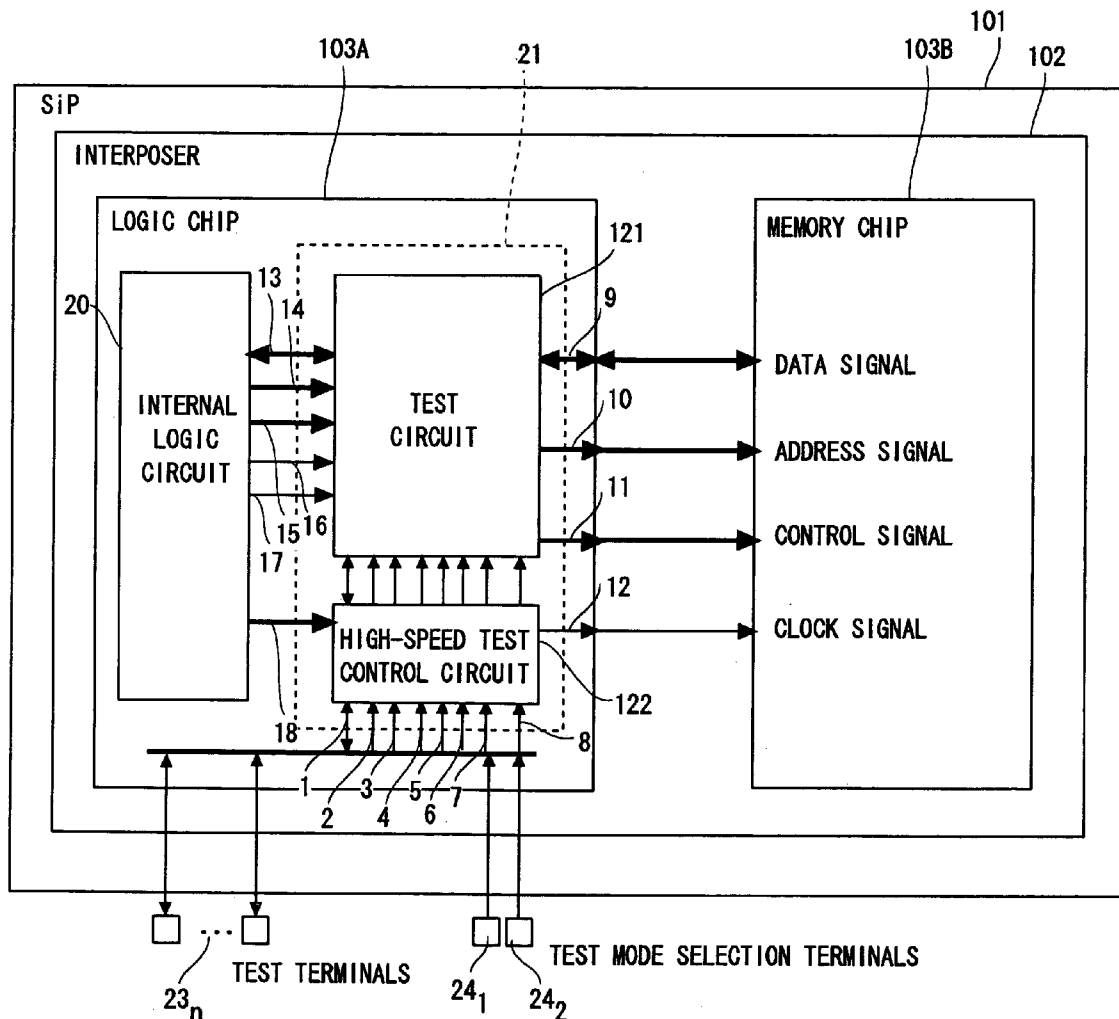 101
103A
21
103B
102
SiP
INTERPOSER
LOGIC CHIP
MEMORY CHIP
121
20
13
14
9
DATA SIGNAL
INTERNAL LOGIC CIRCUIT
TEST CIRCUIT
10
ADDRESS SIGNAL
15
16
17
11
CONTROL SIGNAL
12
HIGH-SPEED TEST CONTROL CIRCUIT
CLOCK SIGNAL
18
122
1
2
3
4
5
6
7
8
23n
TEST TERMINALS
241
242
TEST MODE SELECTION TERMINALS